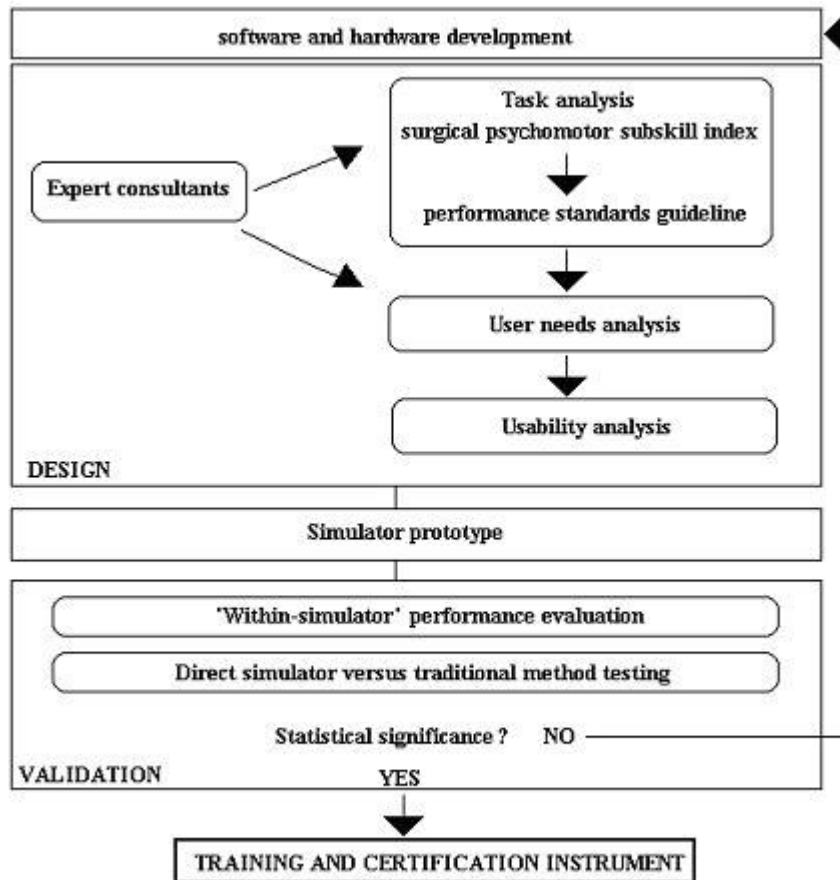 software and hardware development
Task analysis
surgical psychomotor subskill index
Expert consultants
performance standards guideline
User needs analysis
Usability analysis
DESIGN
Simulator prototype
"Within-simulator" performance evaluation
Direct simulator versus traditional method testing
Statistical significance ? NO
VALIDATION
YES
TRAINING AND CERTIFICATION INSTRUMENT